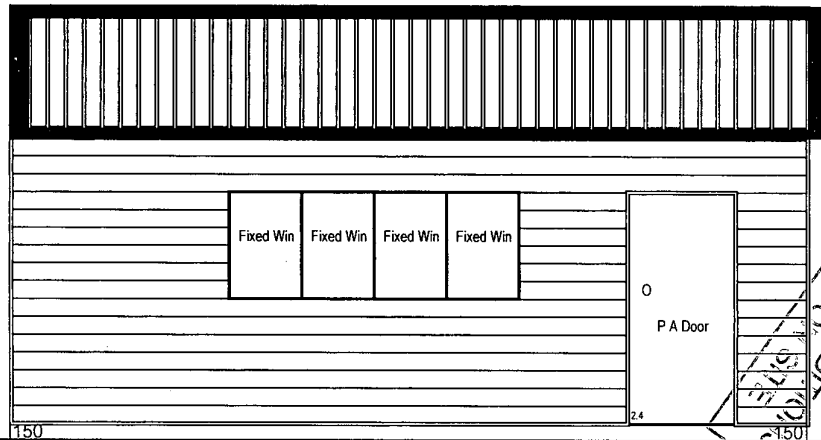 Fixed Win Fixed Win Fixed Win Fixed Win
O
P A Door
2.4
150 150